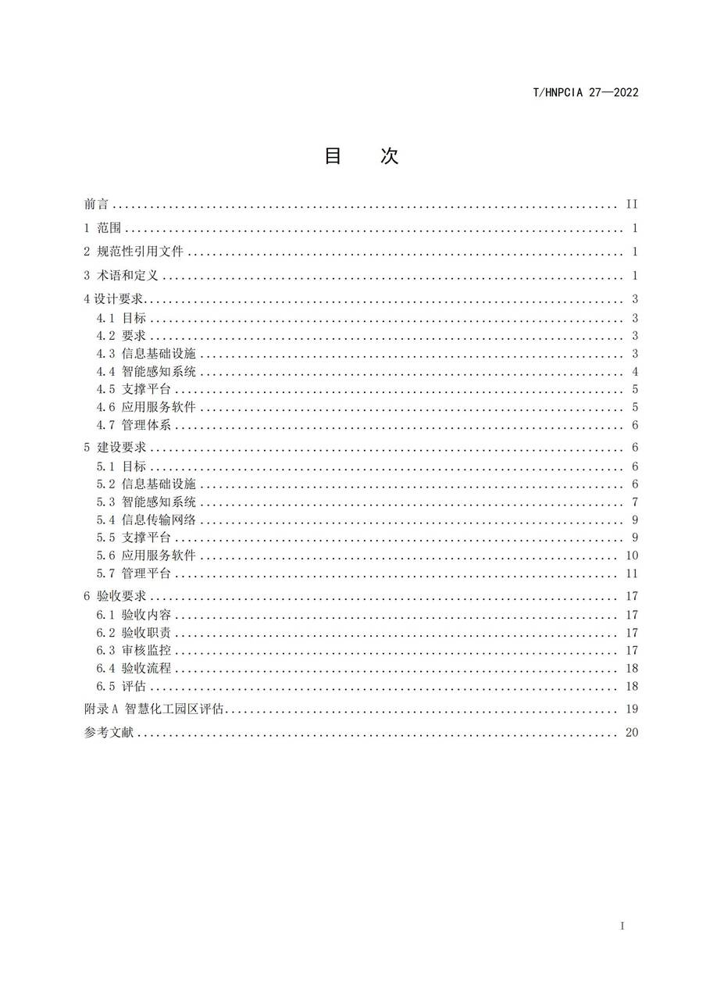 T/HNPCIA 27—2022
目 次
前言................................................................................ II
1 范围................................................................................ 1
2 规范性引用文件...................................................................... 1
3 术语和定义.......................................................................... 1
4设计要求............................................................................. 3
4.1 目标.............................................................................. 3
4.2 要求.............................................................................. 3
4.3 信息基础设施...................................................................... 3
4.4 智能感知系统...................................................................... 4
4.5 支撑平台.......................................................................... 5
4.6 应用服务软件...................................................................... 5
4.7 管理体系.......................................................................... 6
5 建设要求............................................................................ 6
5.1 目标.............................................................................. 6
5.2 信息基础设施...................................................................... 6
5.3 智能感知系统...................................................................... 7
5.4 信息传输网络...................................................................... 9
5.5 支撑平台.......................................................................... 9
5.6 应用服务软件...................................................................... 10
5.7 管理平台.......................................................................... 11
6 验收要求............................................................................ 17
6.1 验收内容.......................................................................... 17
6.2 验收职责.......................................................................... 17
6.3 审核监控.......................................................................... 17
6.4 验收流程.......................................................................... 18
6.5 评估.............................................................................. 18
附录A 智慧化工园区评估................................................................ 19
参考文献.............................................................................. 20
I